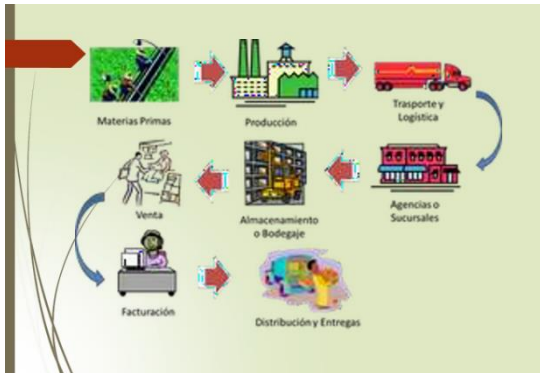 Materias Primas
Producción
Trasporte y
Logística
Venta
Almacenamiento
o Bodegaje
Agencias o
Sucursales
Facturación
Distribución y Entregas